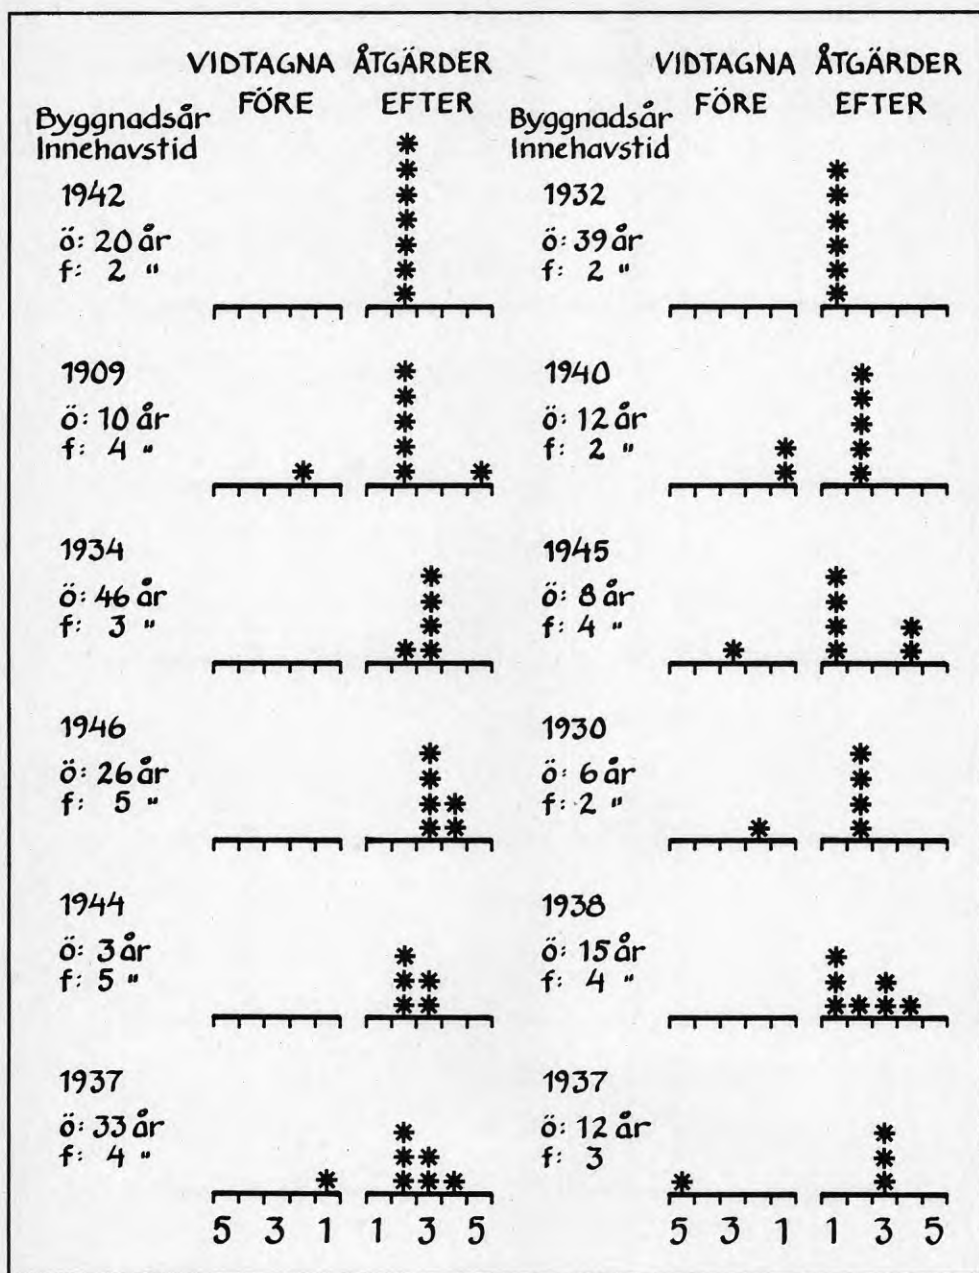 VIDTAGNA ÅTGÄRDER
FÖRE EFTER
Byggnadsår
Innehavstid
1942
ö: 20 år
f: 2 "
1909
ö: 10 år
f: 4 "
1934
ö: 46 år
f: 3 "
1946
ö: 26 år
f: 5 "
1944
ö: 3 år
f: 5 "
1937
ö: 33 år
f: 4 "
5 3 1 1 3 5
VIDTAGNA ÅTGÄRDER
FÖRE EFTER
Byggnadsår
Innehavstid
1932
ö: 39 år
f: 2 "
1940
ö: 12 år
f: 2 "
1945
ö: 8 år
f: 4 "
1930
ö: 6 år
f: 2 "
1938
ö: 15 år
f: 4 "
1937
ö: 12 år
f: 3
5 3 1 1 3 5